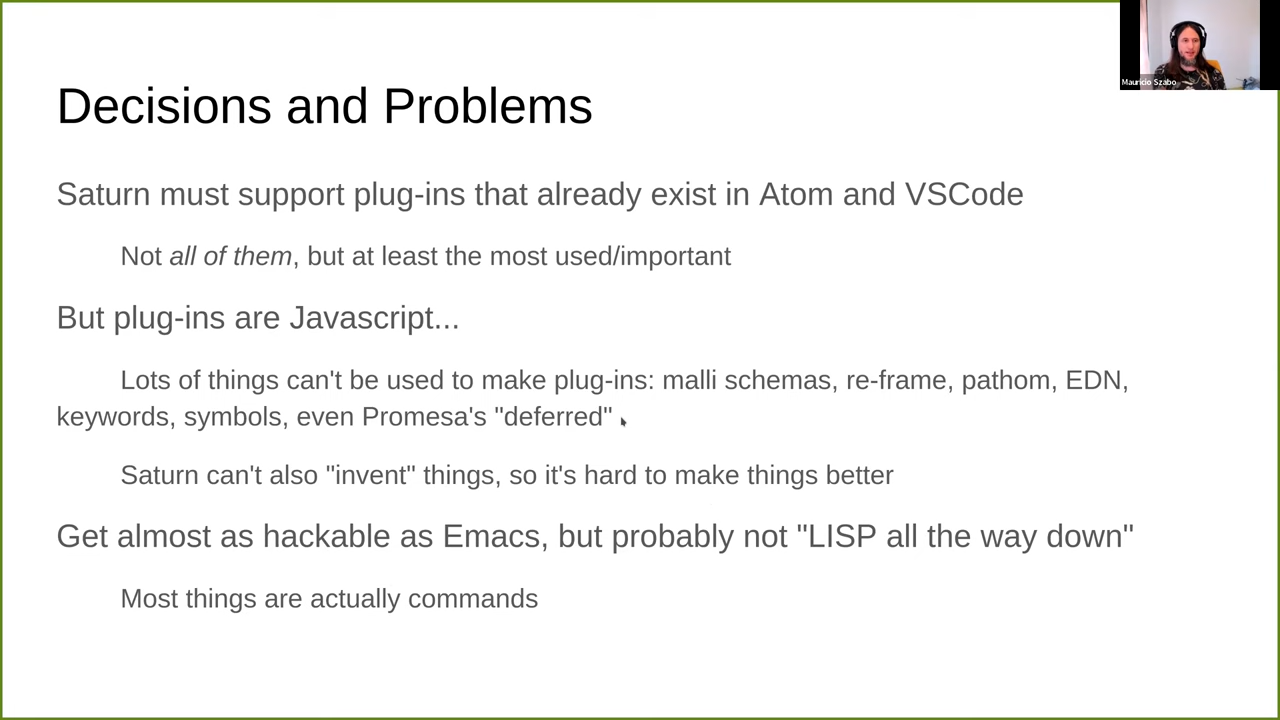 Mauricio Szabo
Decisions and Problems
Saturn must support plug-ins that already exist in Atom and VSCode
Not all of them, but at least the most used/important
But plug-ins are Javascript...
Lots of things can't be used to make plug-ins: malli schemas, re-frame, pathom, EDN,
keywords, symbols, even Promesa's "deferred"
Saturn can't also "invent" things, so it's hard to make things better
Get almost as hackable as Emacs, but probably not "LISP all the way down"
Most things are actually commands